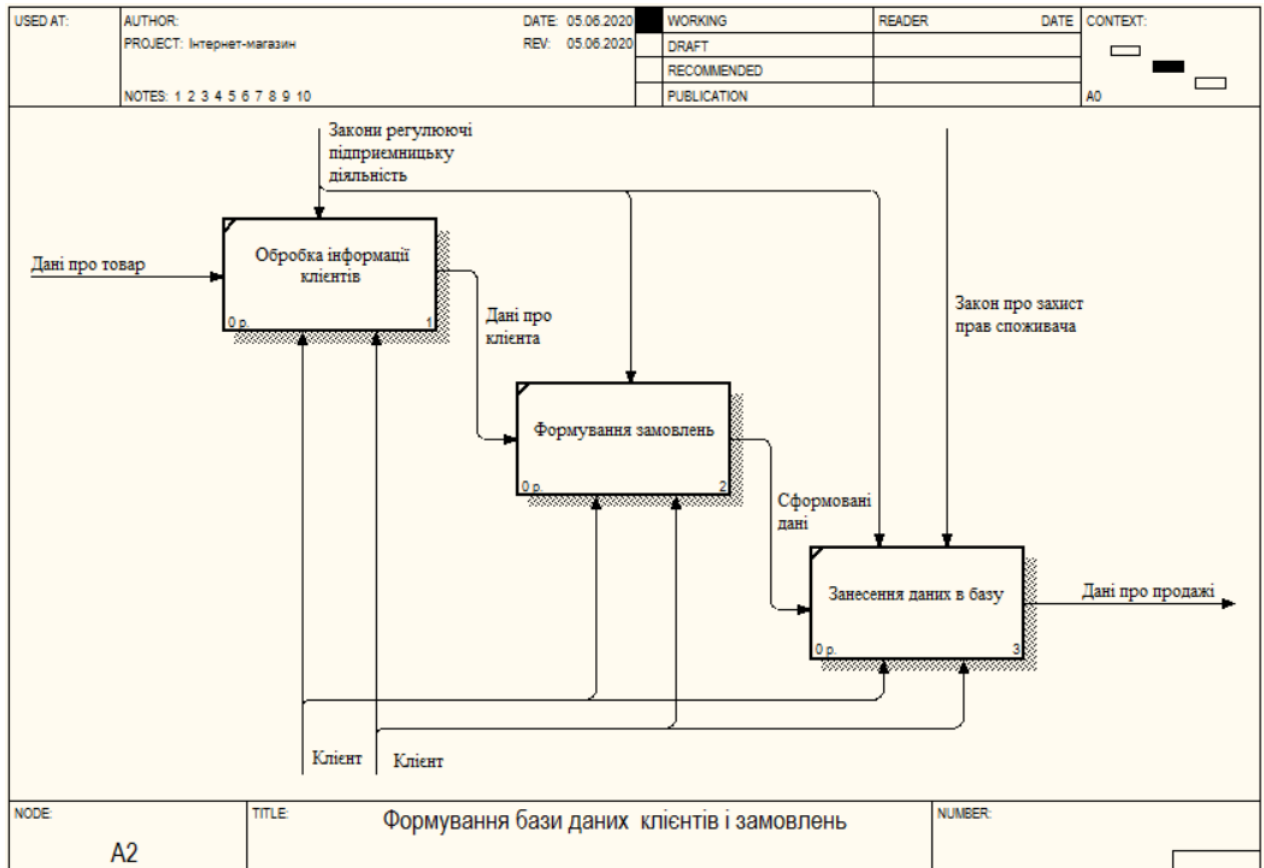 USED AT:
AUTHOR:
DATE: 05.06.2020
PROJECT: Інтернет-магазин
REV: 05.06.2020
NOTES: 1 2 3 4 5 6 7 8 9 10
WORKING
DRAFT
RECOMMENDED
PUBLICATION
READER
DATE
CONTEXT:
A0
Закони регулюючі
підприємницьку
діяльність
Дані про товар
Обробка інформації
клієнтів
0 р.
1
Дані про
клієнта
Закон про захист
прав споживача
Формування замовлень
0 р.
2
Сформовані
дані
Занесення даних в базу
0 р.
3
Дані про продажі
Клієнт
Клієнт
NODE:
A2
TITLE:
Формування бази даних клієнтів і замовлень
NUMBER: